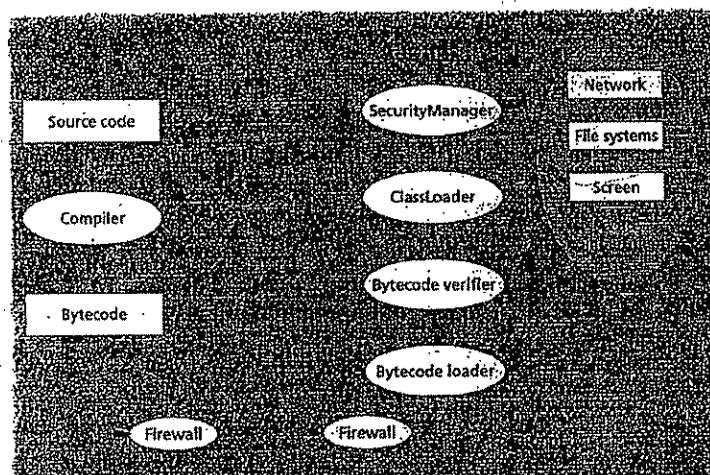 Source code
Compiler
Bytecode
Firewall
Firewall
SecurityManager
ClassLoader
Bytecode verifier
Bytecode loader
Network
File systems
Screen